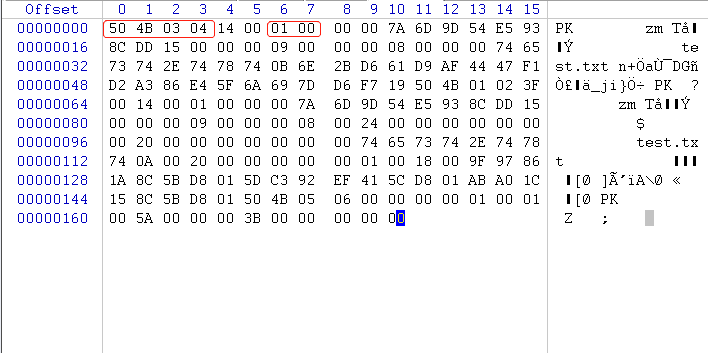 Offset 0 1 2 3 4 5 6 7 8 9 10 11 12 13 14 15
00000000 50 4B 03 04 14 00 01 00 00 00 7A 6D 9D 54 E5 93 PK zm Tå
00000016 8C DD 15 00 00 00 09 00 00 00 08 00 00 00 74 65 Ý te
00000032 73 74 2E 74 78 74 0B 6E 2B D6 61 D9 AF 44 47 F1 st.txt n+ÖaÙ¯DGñ
00000048 D2 A3 86 E4 5F 6A 69 7D D6 F7 19 50 4B 01 02 3F Ò£ä_ji}Ö÷ PK ?
00000064 00 14 00 01 00 00 00 7A 6D 9D 54 E5 93 8C DD 15 zm TåÝ
00000080 00 00 00 09 00 00 00 08 00 24 00 00 00 00 00 00 $
00000096 00 20 00 00 00 00 00 00 00 74 65 73 74 2E 74 78 test.tx
00000112 74 0A 00 20 00 00 00 00 00 01 00 18 00 9F 97 86 t
00000128 1A 8C 5B D8 01 5D C3 92 EF 41 5C D8 01 AB A0 1C [Ø ]Ã´ïA\Ø «
00000144 15 8C 5B D8 01 50 4B 05 06 00 00 00 00 01 00 01 [Ø PK
00000160 00 5A 00 00 00 3B 00 00 00 00 00 Z ;